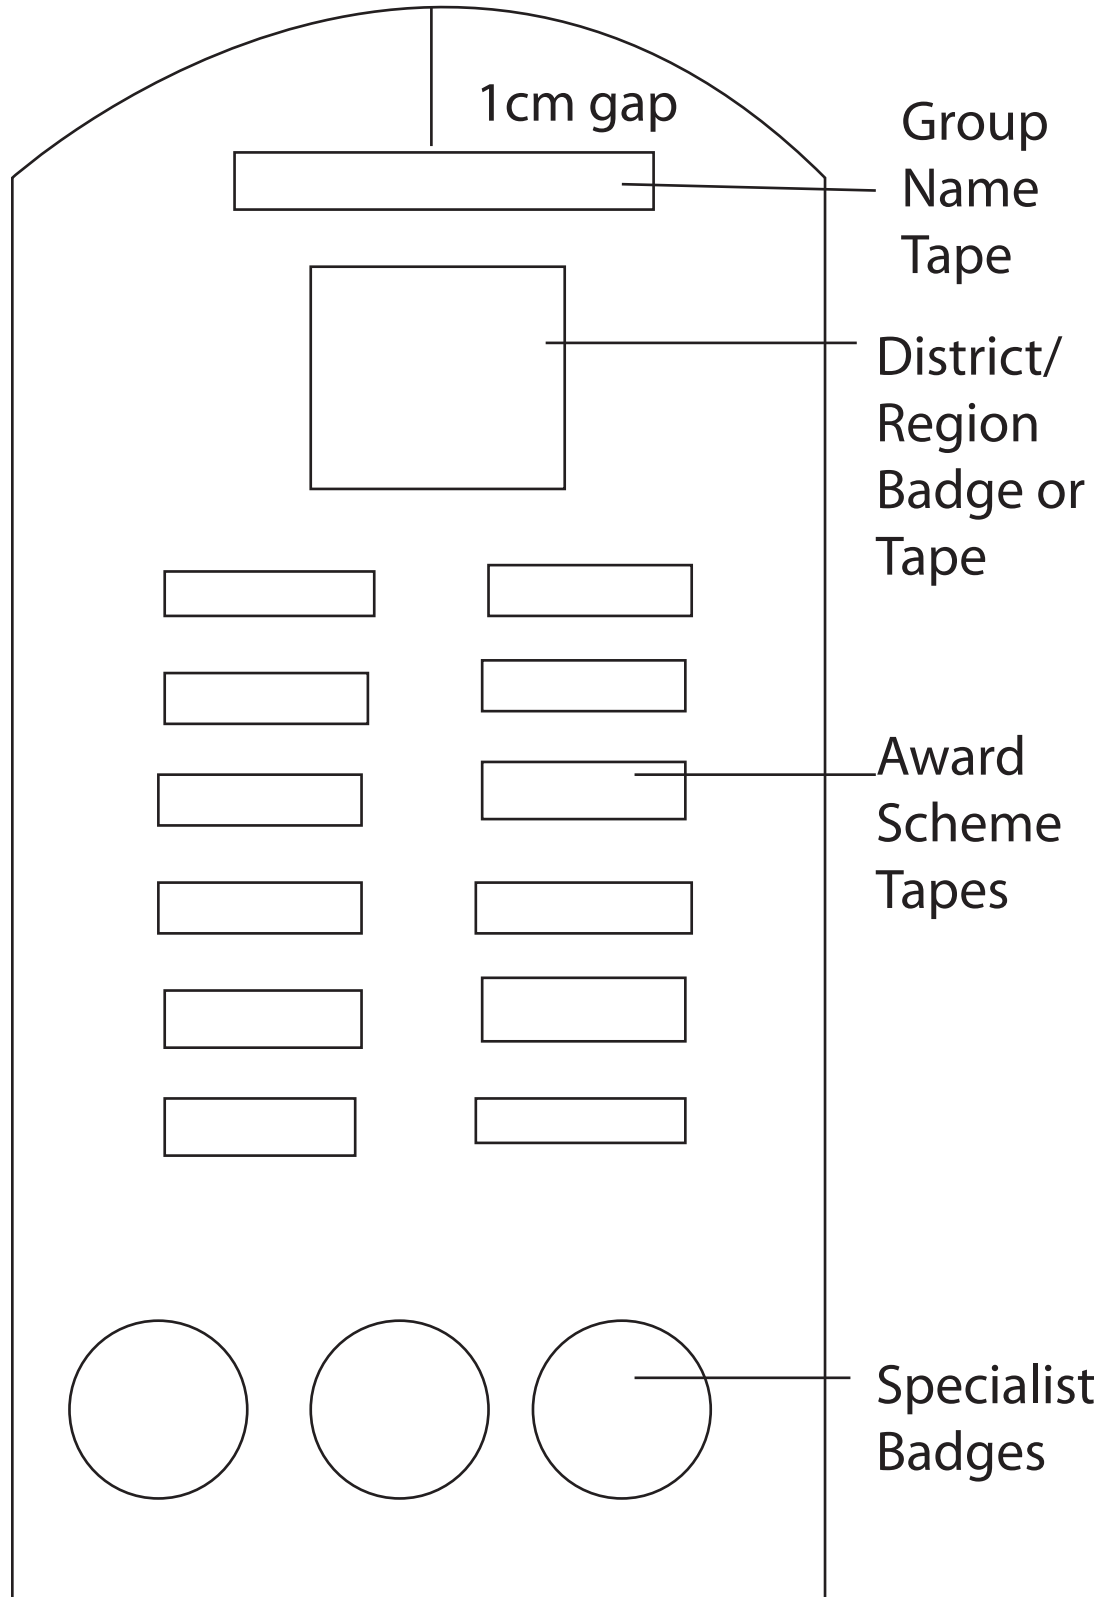 1cm gap
Group
Name
Tape
District/
Region
Badge or
Tape
Award
Scheme
Tapes
Specialist
Badges